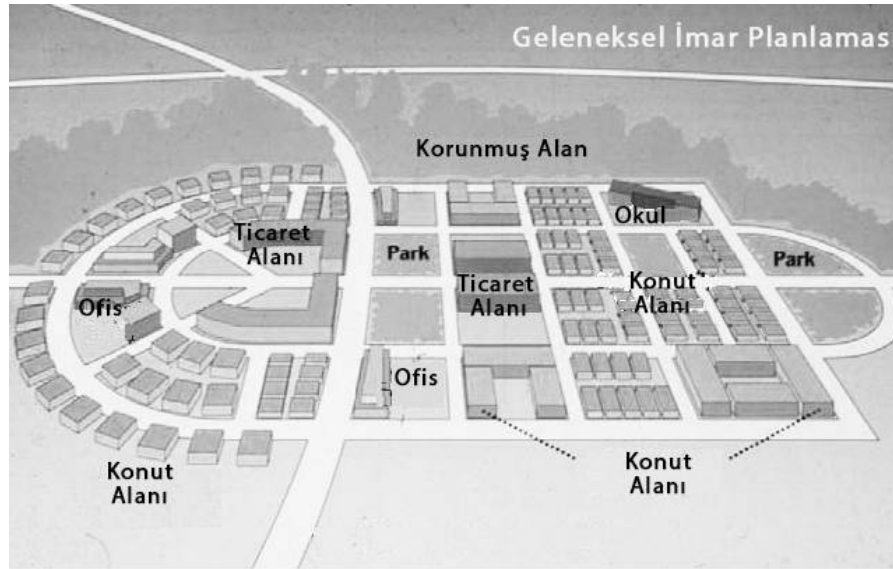 Geleneksel İmar Planlamas
Korunmuş Alan
Okul
Ticaret
Alanı
Park
Park
Ticaret
Alanı
Konut
Alanı
Ofis
Ofis
Konut
Alanı
Konut
Alanı